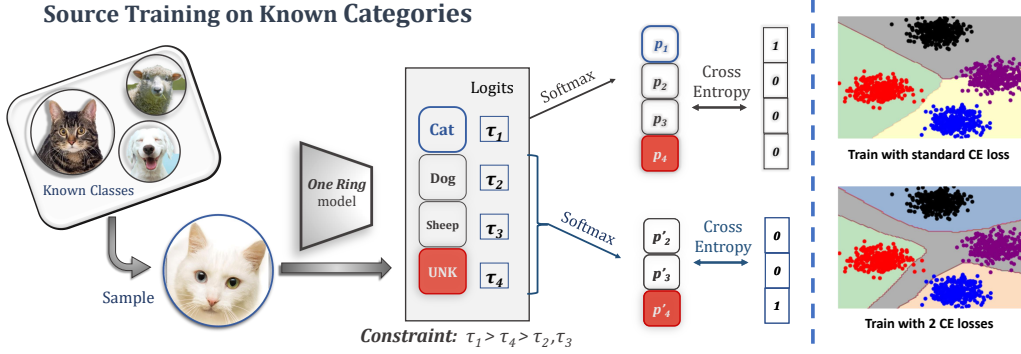 Source Training on Known Categories
Known Classes
Sample
One Ring
model
Logits
Cat
τ1
Dog
τ2
Sheep
τ3
UNK
τ4
Constraint: τ1 > τ4 > τ2,τ3
Softmax
Softmax
p1
p2
p3
p4
Cross
Entropy
1
0
0
0
p'2
p'3
p'4
Cross
Entropy
0
0
1
Train with standard CE loss
Train with 2 CE losses